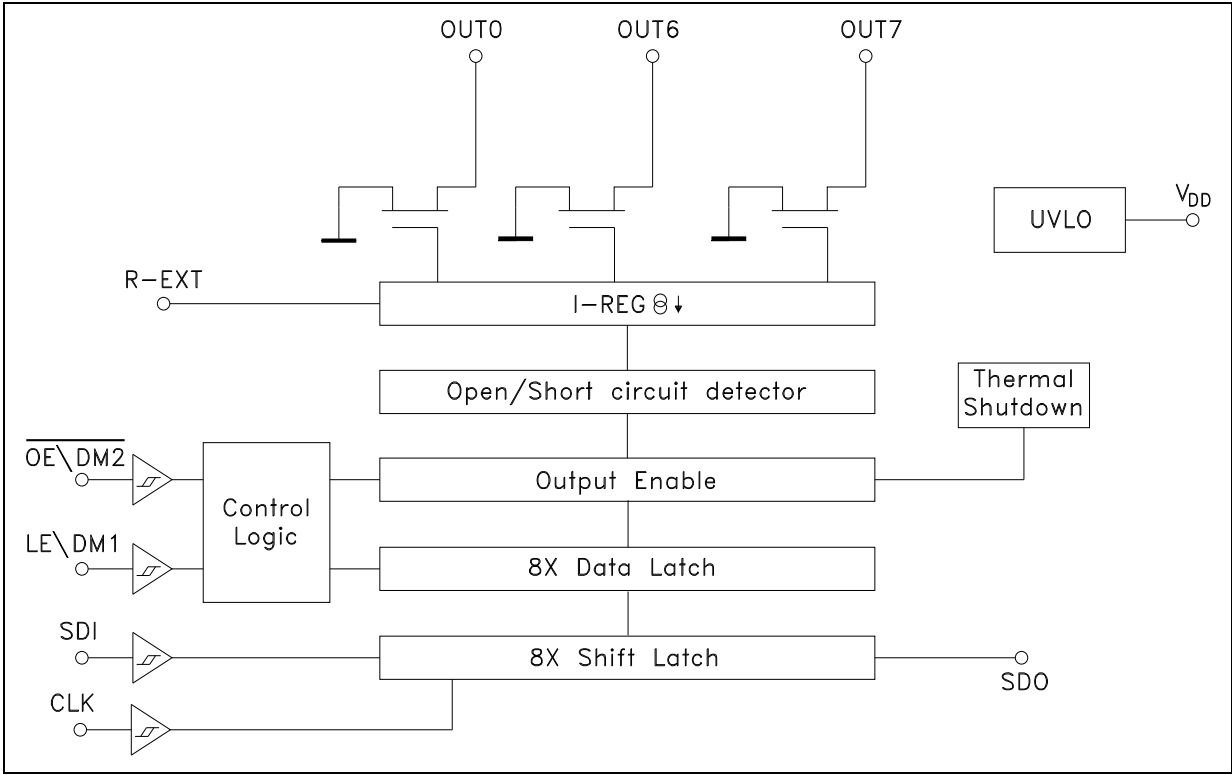 OUT0 OUT6 OUT7
V_DD
UVLO
R-EXT
I-REG
Open/Short circuit detector
Thermal
Shutdown
OE\DM2
Output Enable
Control
Logic
LE\DM1
8X Data Latch
SDI
8X Shift Latch
SDO
CLK